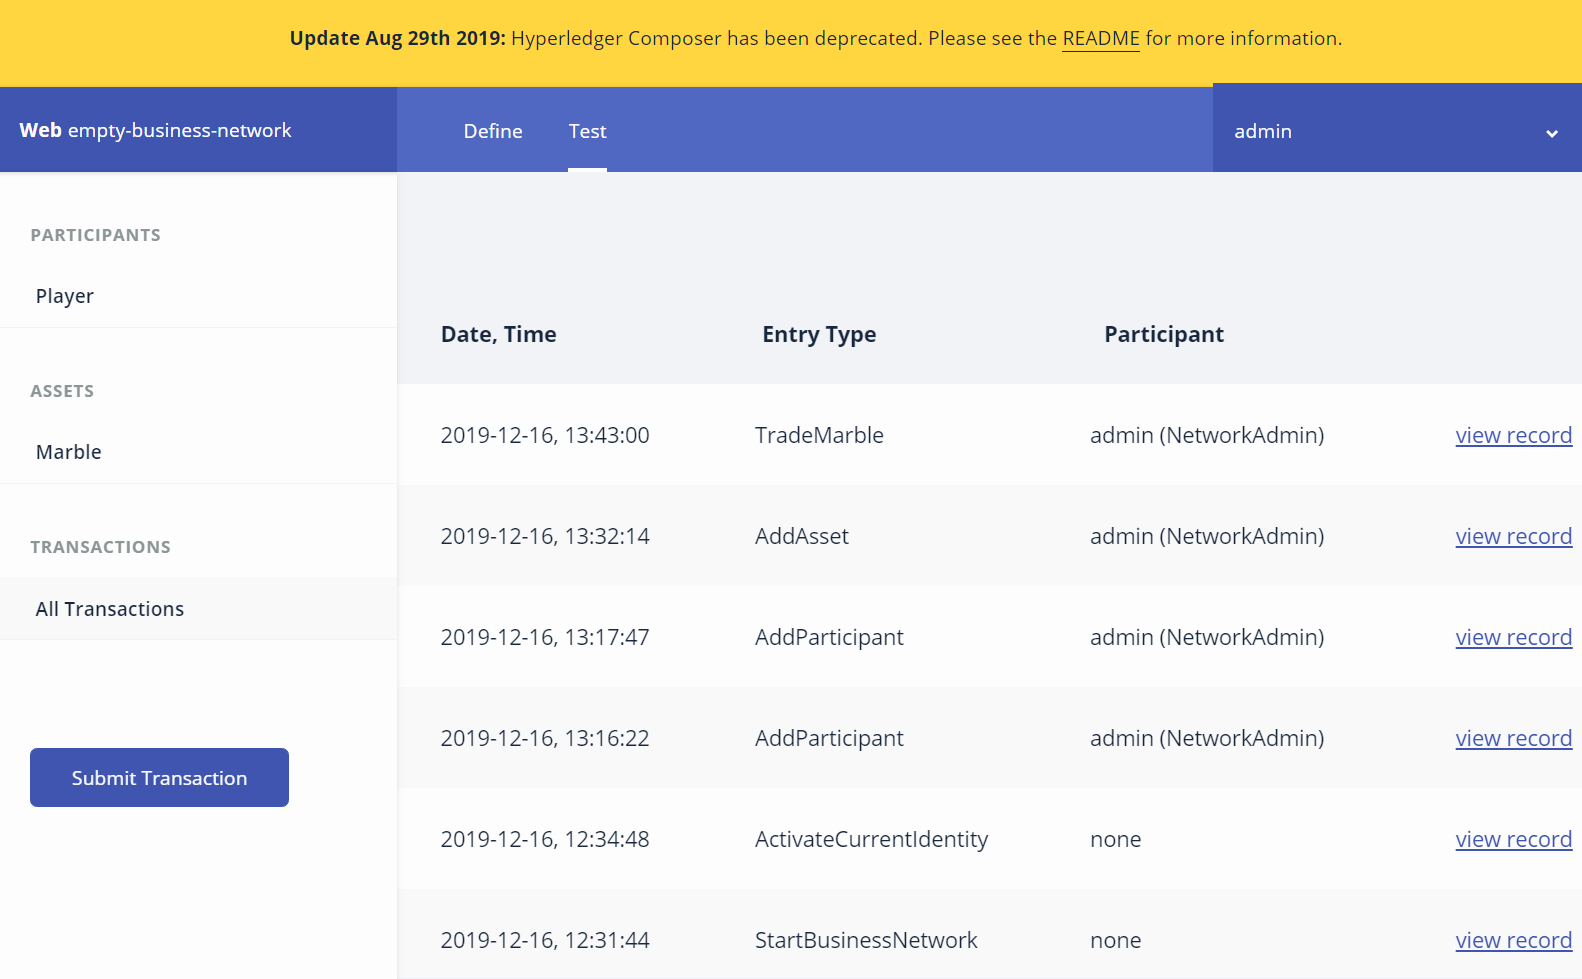 Update Aug 29th 2019: Hyperledger Composer has been deprecated. Please see the README for more information.
Web empty-business-network
Define
Test
admin
PARTICIPANTS
Player
ASSETS
Marble
TRANSACTIONS
All Transactions
Submit Transaction
Date, Time Entry Type Participant
2019-12-16, 13:43:00 TradeMarble admin (NetworkAdmin) view record
2019-12-16, 13:32:14 AddAsset admin (NetworkAdmin) view record
2019-12-16, 13:17:47 AddParticipant admin (NetworkAdmin) view record
2019-12-16, 13:16:22 AddParticipant admin (NetworkAdmin) view record
2019-12-16, 12:34:48 ActivateCurrentIdentity none view record
2019-12-16, 12:31:44 StartBusinessNetwork none view record